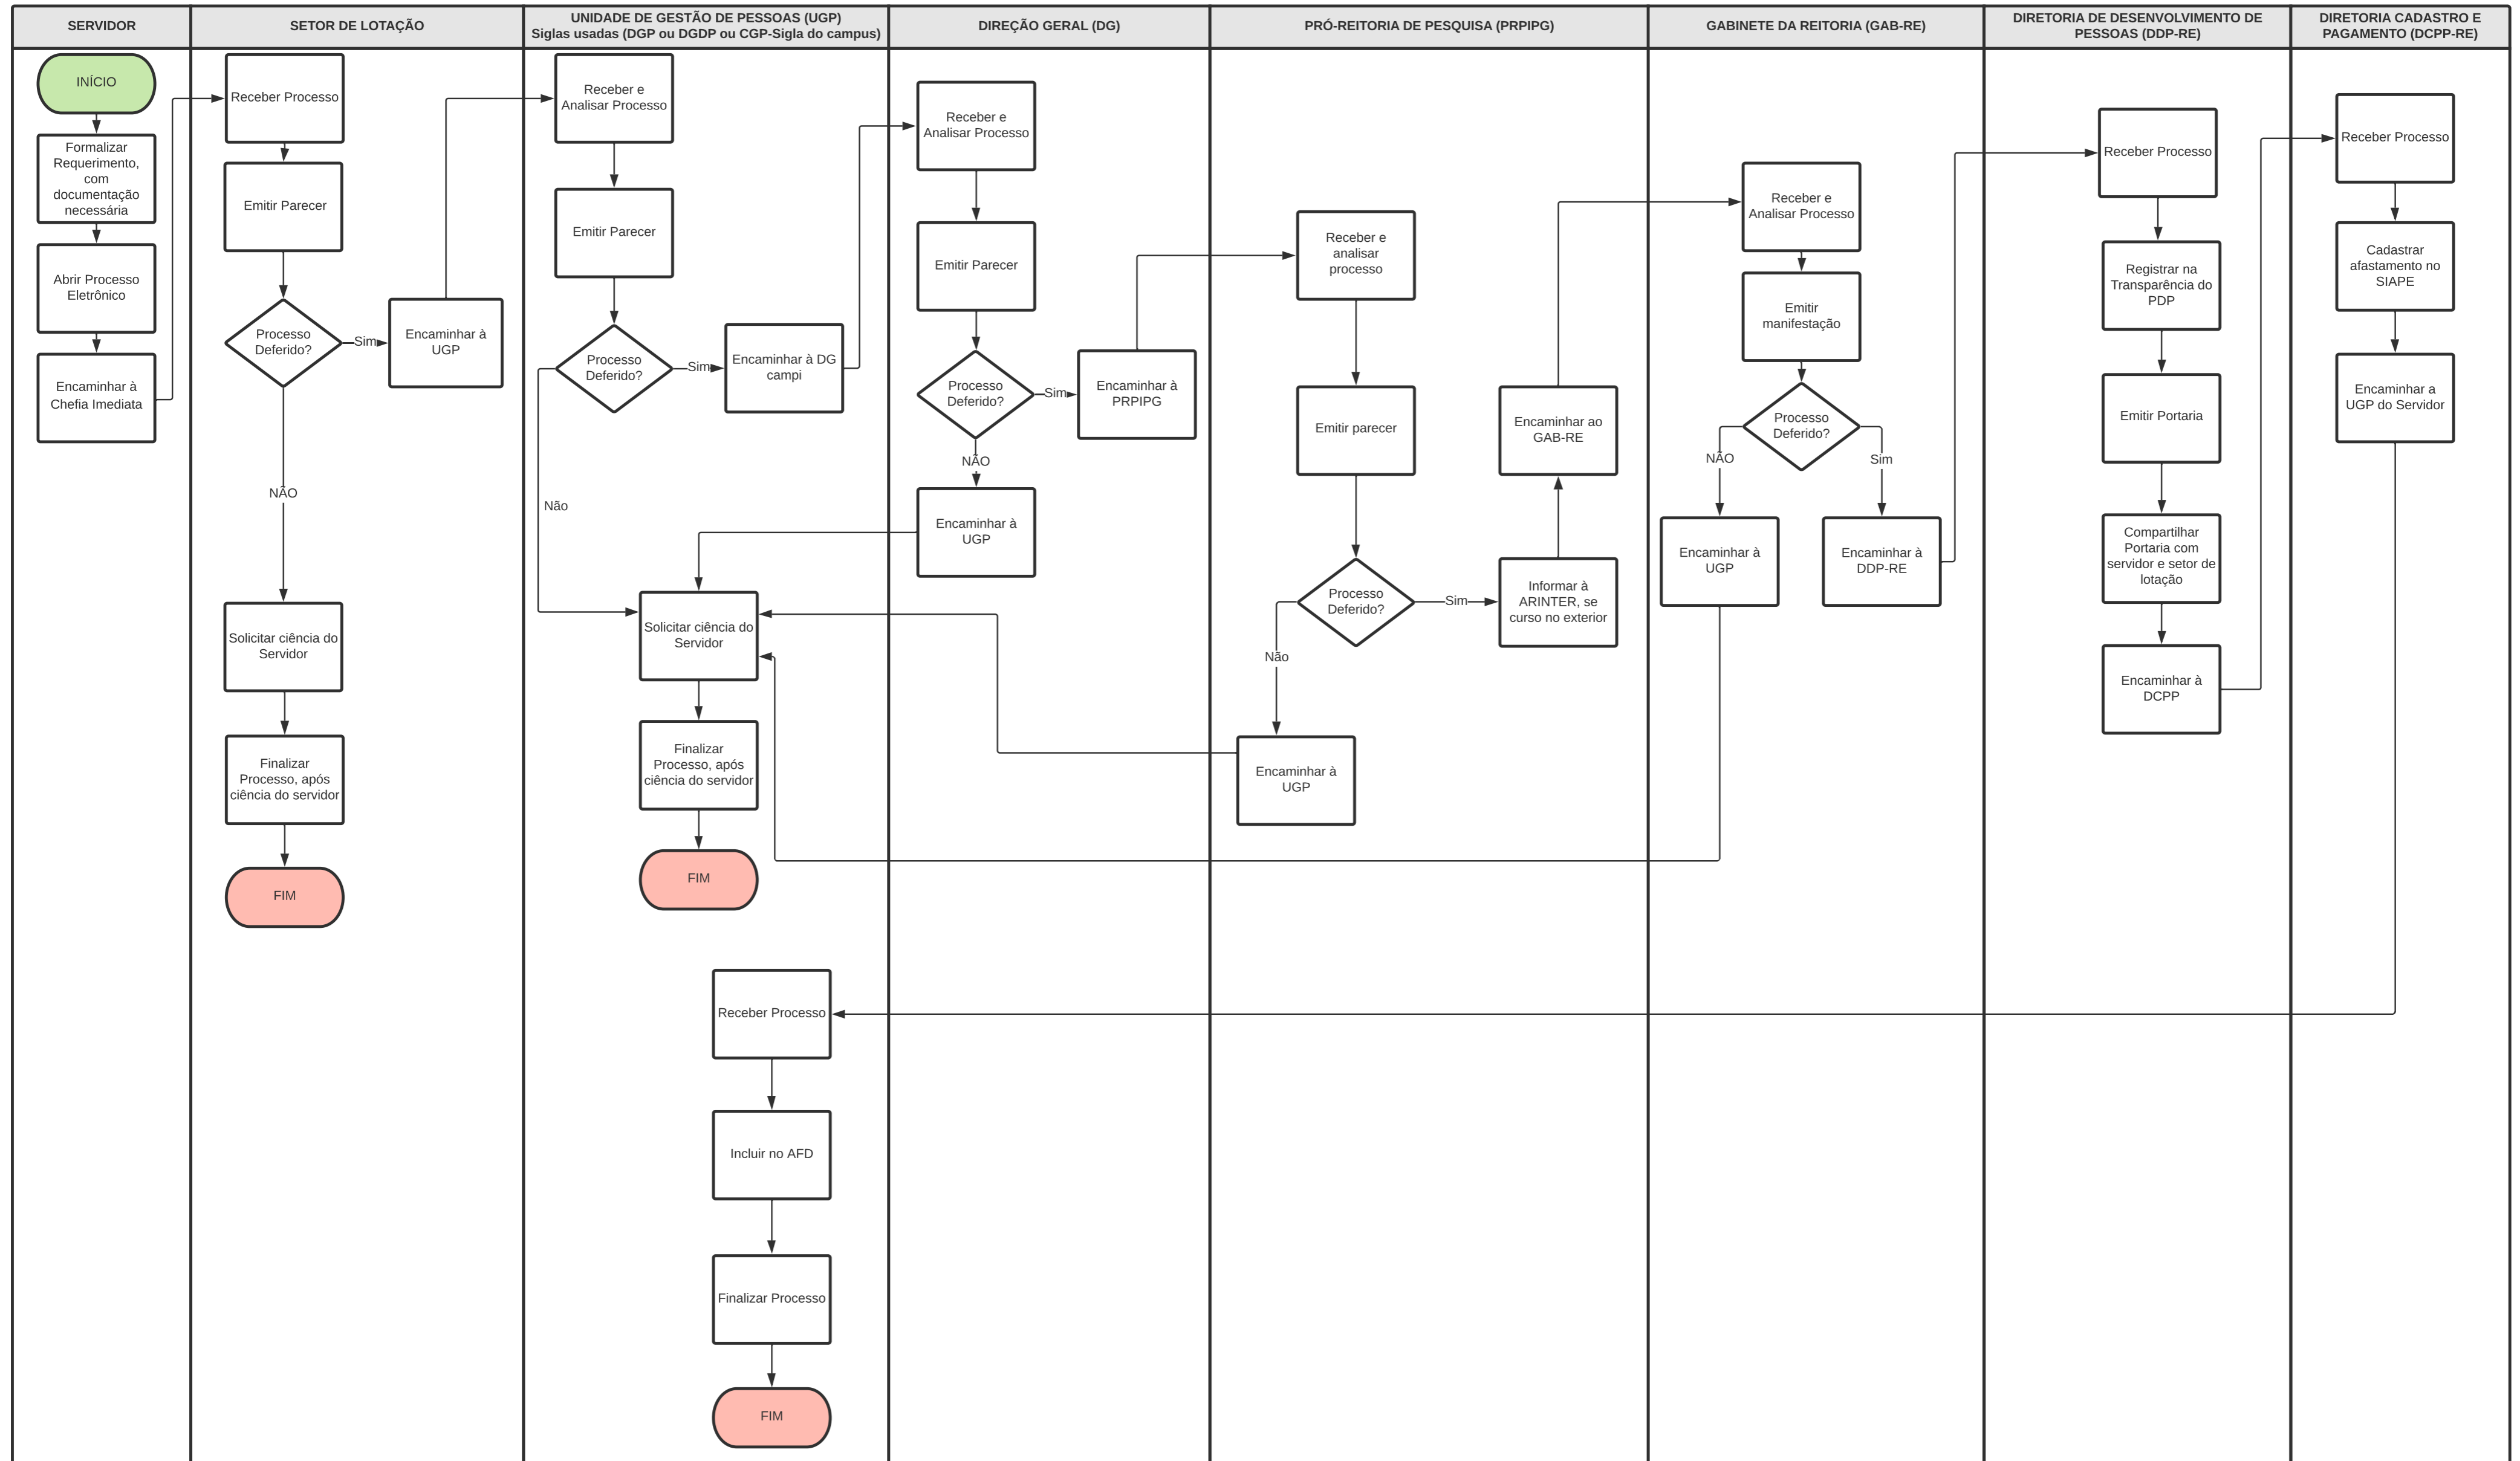 SERVIDOR
SETOR DE LOTAÇÃO
UNIDADE DE GESTÃO DE PESSOAS (UGP)
Siglas usadas (DGP ou DGDP ou CGP-Sigla do campus)
DIREÇÃO GERAL (DG)
PRÓ-REITORIA DE PESQUISA (PRPIPG)
GABINETE DA REITORIA (GAB-RE)
DIRETORIA DE DESENVOLVIMENTO DE
PESSOAS (DDP-RE)
DIRETORIA CADASTRO E
PAGAMENTO (DCPP-RE)
INÍCIO
Formalizar
Requerimento,
com
documentação
necessária
Abrir Processo
Eletrônico
Encaminhar à
Chefia Imediata
Receber Processo
Emitir Parecer
Processo
Deferido?
Sim
Encaminhar à
UGP
NÃO
Solicitar ciência do
Servidor
Finalizar
Processo, após
ciência do servidor
FIM
Receber e
Analisar Processo
Emitir Parecer
Processo
Deferido?
Sim
Encaminhar à DG
campi
Não
Solicitar ciência do
Servidor
Finalizar
Processo, após
ciência do servidor
FIM
Receber Processo
Incluir no AFD
Finalizar Processo
FIM
Receber e
Analisar Processo
Emitir Parecer
Processo
Deferido?
Sim
Encaminhar à
PRPIPG
NÃO
Encaminhar à
UGP
Receber e
analisar
processo
Emitir parecer
Processo
Deferido?
Sim
Informar à
ARINTER, se
curso no exterior
Encaminhar ao
GAB-RE
Não
Encaminhar à
UGP
Receber e
Analisar Processo
Emitir
manifestação
Processo
Deferido?
NÃO
Sim
Encaminhar à
UGP
Encaminhar à
DDP-RE
Receber Processo
Registrar na
Transparência do
PDP
Emitir Portaria
Compartilhar
Portaria com
servidor e setor de
lotação
Encaminhar à
DCPP
Receber Processo
Cadastrar
afastamento no
SIAPE
Encaminhar a
UGP do Servidor